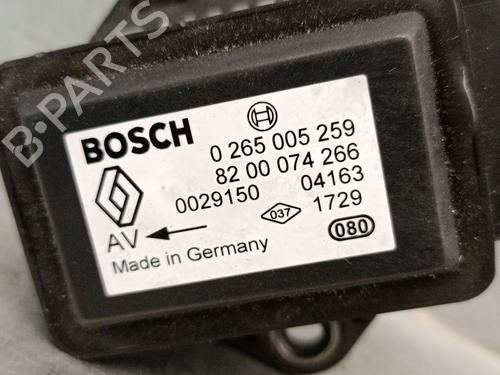 B-PARTS
BOSCH
0 265 005 259
82 00 074 266
0029150 04163
037 1729
AV
080
Made in Germany